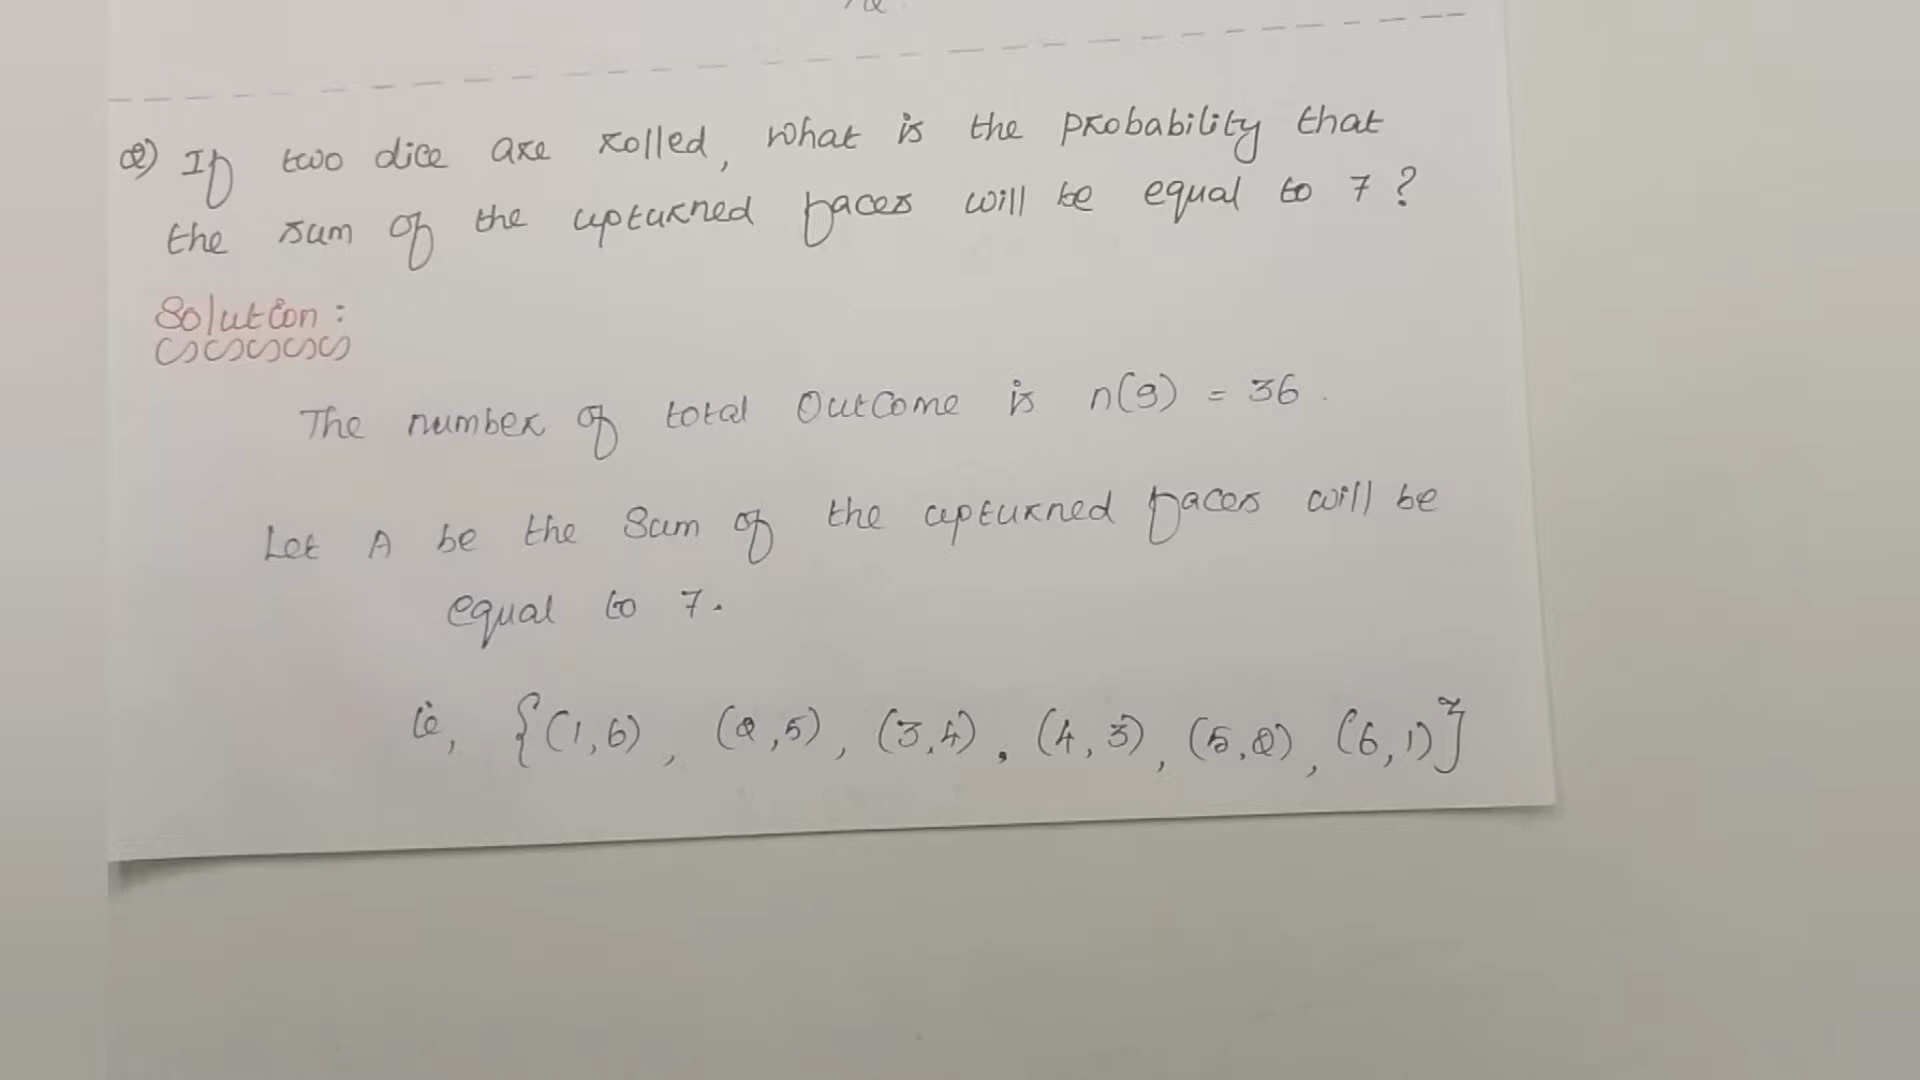 2) If two dice are rolled, what is the probability that
the sum of the upturned faces will be equal to 7 ?
Solution :
The number of total Outcome is n(S) = 36 .
Let A be the Sum of the upturned faces will be
equal to 7.
ie, {(1,6) , (2,5) , (3,4) , (4,3) , (5,2) , (6,1)}